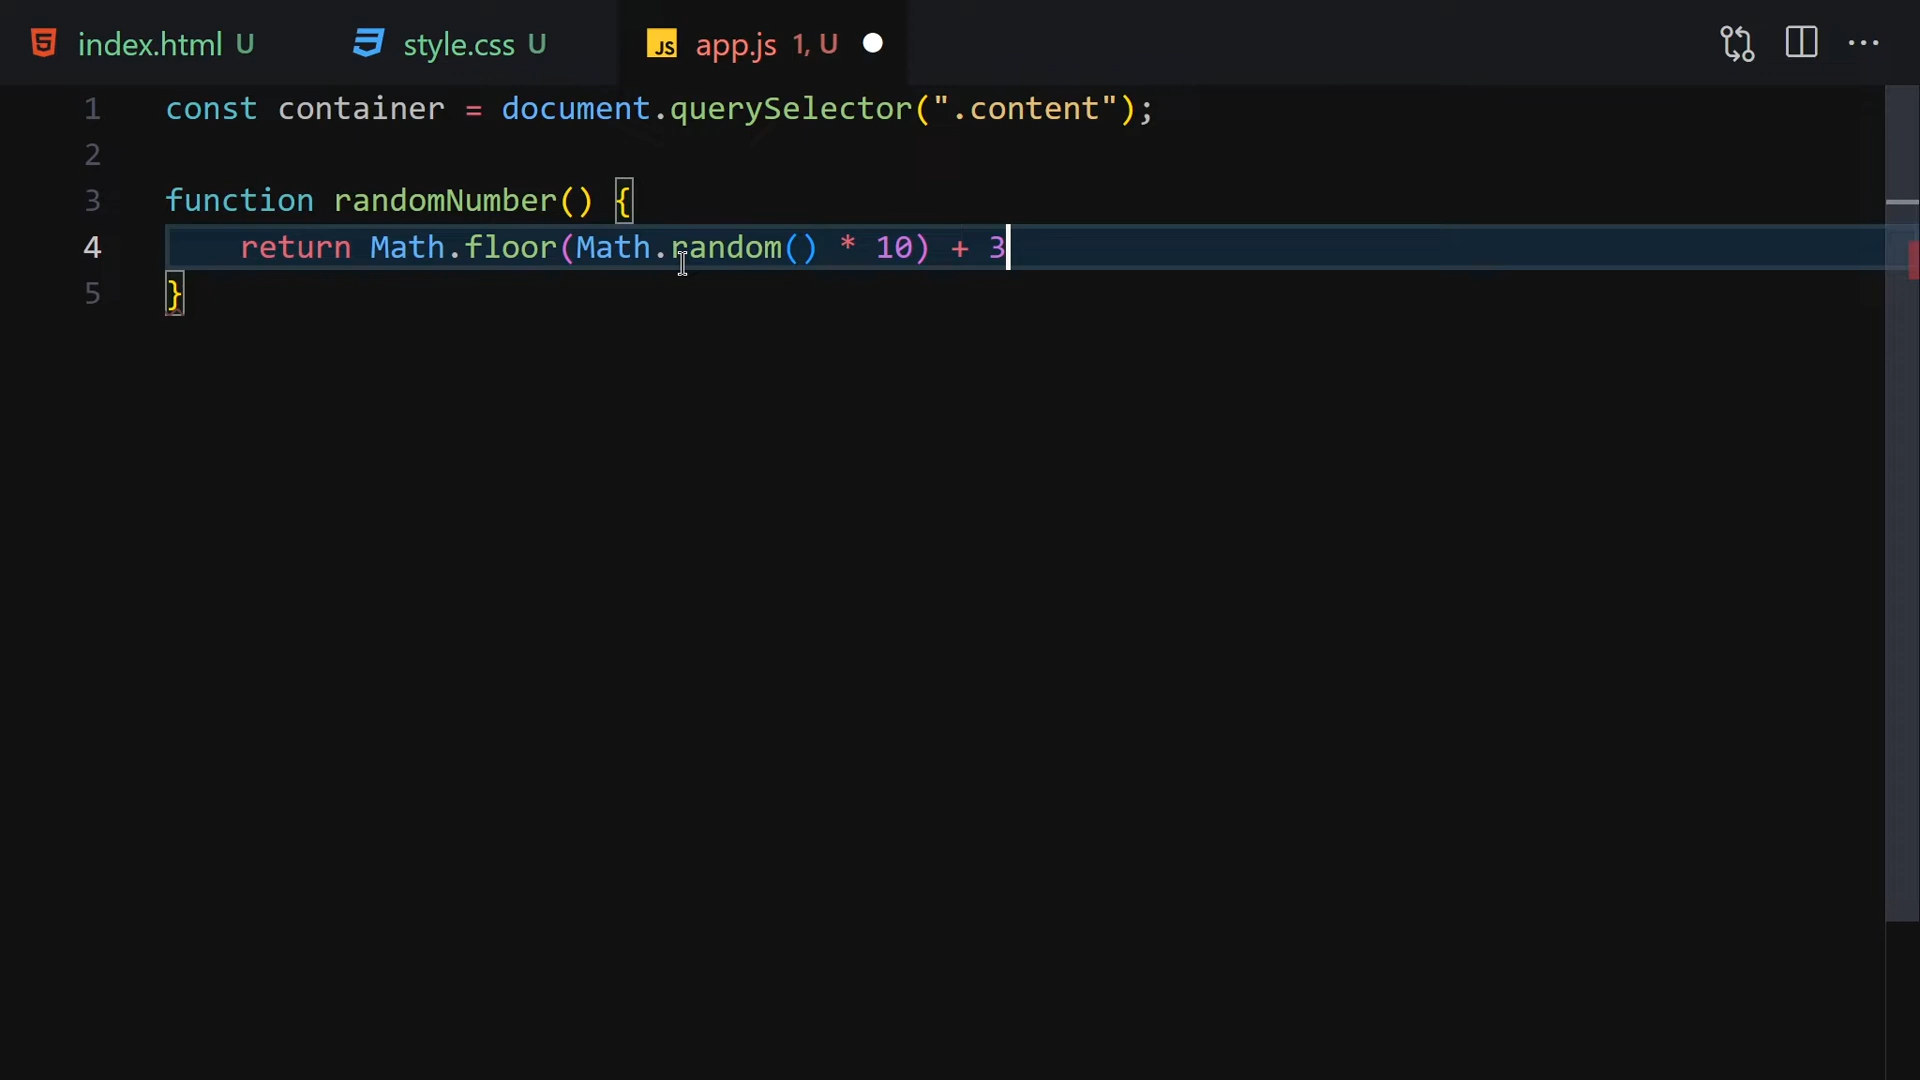 index.html U style.css U JS app.js 1, U
1 const container = document.querySelector(".content");
2
3 function randomNumber() {
4     return Math.floor(Math.random() * 10) + 3
5 }